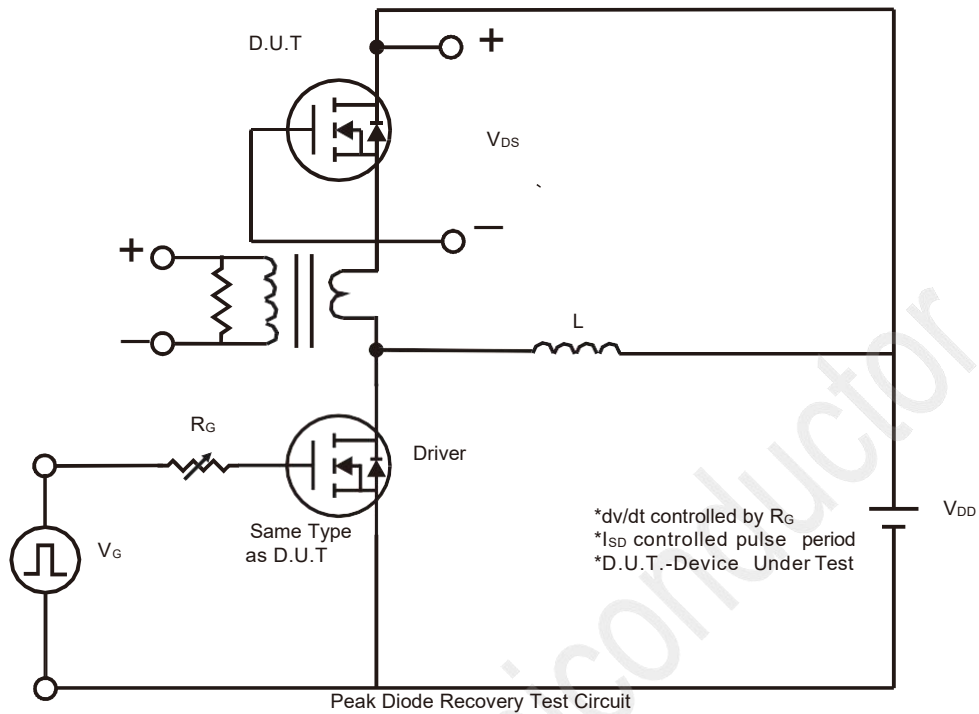 D.U.T
+
VDS
−
+
−
L
RG
Driver
VDD
*dv/dt controlled by RG
*ISD controlled pulse period
*D.U.T.-Device Under Test
Same Type
as D.U.T
VG
Peak Diode Recovery Test Circuit
iconductor